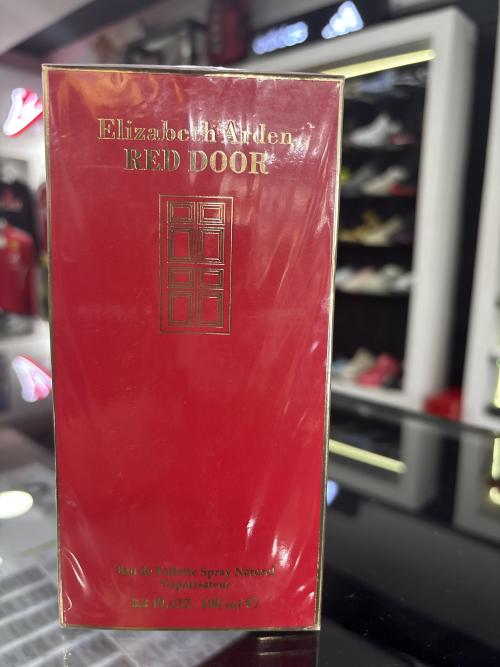 Elizabeth Arden
RED DOOR
Eau de Toilette Spray Natural
Vaporisateur
3.3 FL.OZ. 100 ml ℮